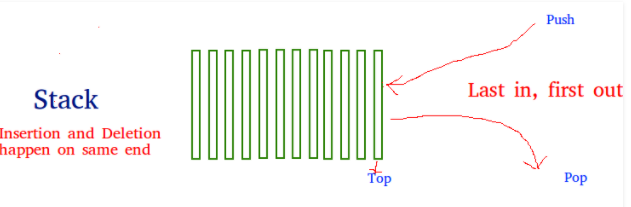 Push
Stack
Last in, first out
Insertion and Deletion
happen on same end
Top
Pop